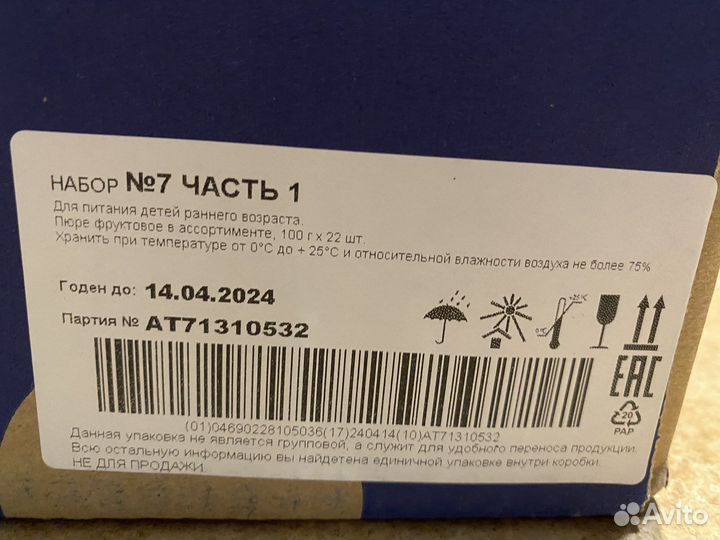 НАБОР №7 ЧАСТЬ 1
Для питания детей раннего возраста.
Пюре фруктовое в ассортименте, 100 г х 22 шт.
Хранить при температуре от 0°С до + 25°С и относительной влажности воздуха не более 75%
Годен до: 14.04.2024
Партия № АТ71310532
+25°C
0°C
EAC
20
PAP
(01)04690228105036(17)240414(10)AT71310532
Данная упаковка не является групповой, а служит для удобного переноса продукции.
Всю остальную информацию вы найдетена единичной упаковке внутри коробки.
НЕ ДЛЯ ПРОДАЖИ.
Avito